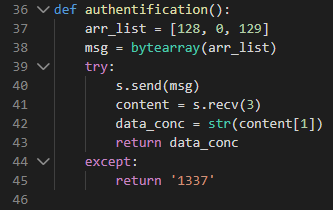 36 def authentification():
37     arr_list = [128, 0, 129]
38     msg = bytearray(arr_list)
39     try:
40         s.send(msg)
41         content = s.recv(3)
42         data_conc = str(content[1])
43         return data_conc
44     except:
45         return '1337'
46